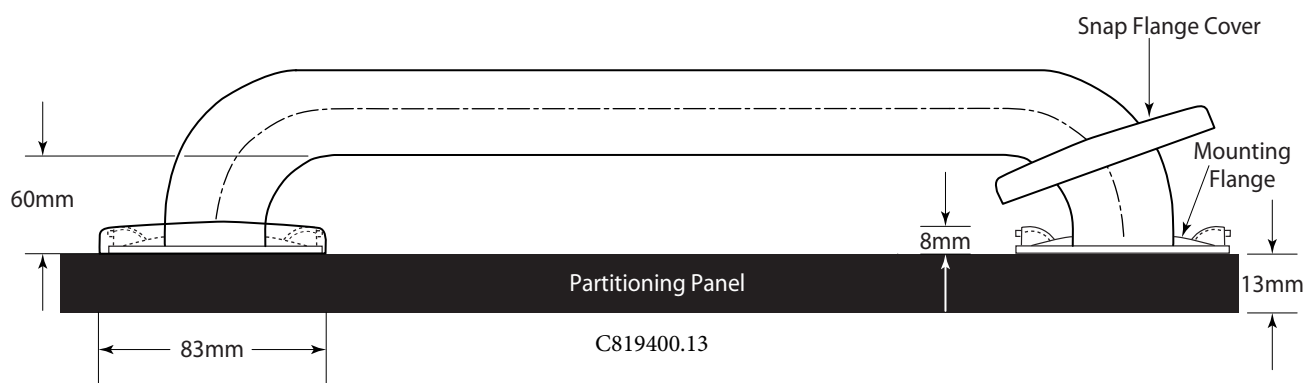 Snap Flange Cover
Mounting
Flange
60mm
8mm
13mm
Partitioning Panel
83mm
C819400.13